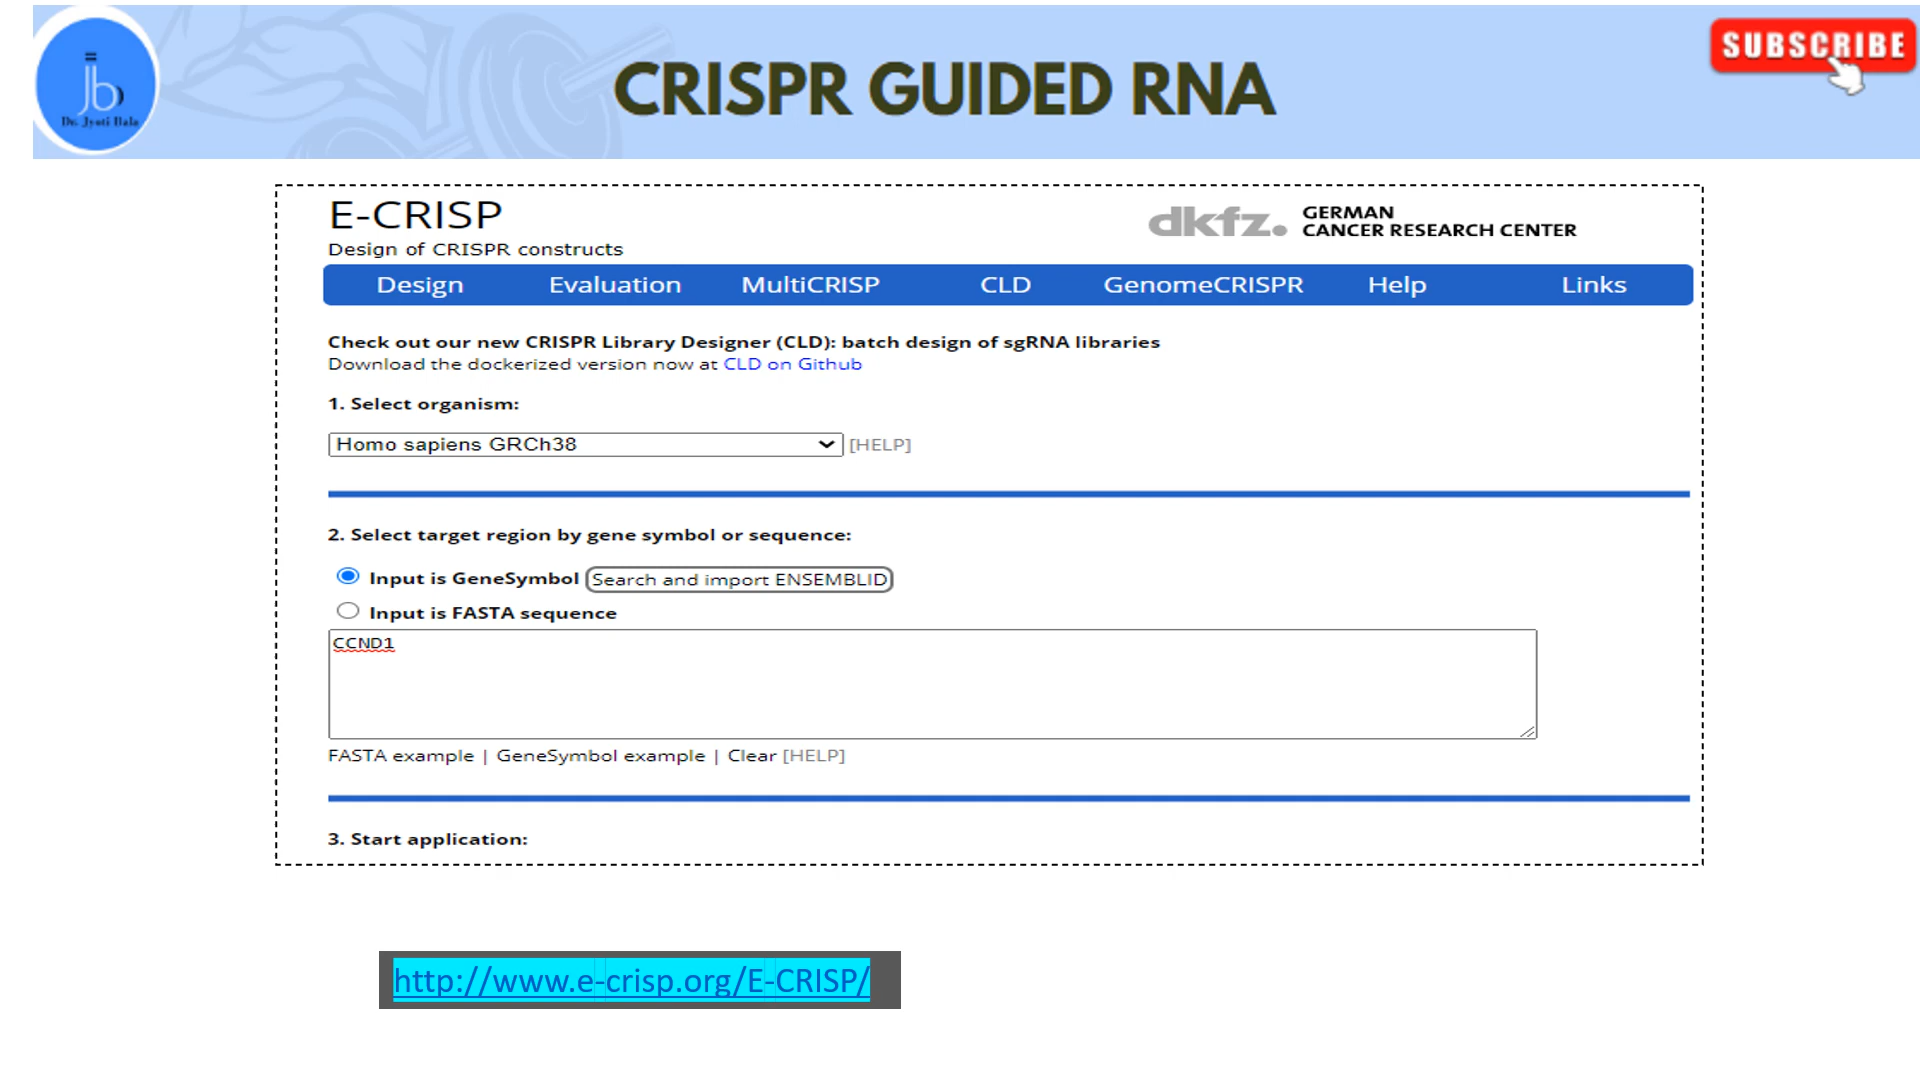 jb
Dr. Jyoti Bala
CRISPR GUIDED RNA
SUBSCRIBE
E-CRISP
Design of CRISPR constructs
dkfz. GERMAN
CANCER RESEARCH CENTER
Design Evaluation MultiCRISP CLD GenomeCRISPR Help Links
Check out our new CRISPR Library Designer (CLD): batch design of sgRNA libraries
Download the dockerized version now at CLD on Github
1. Select organism:
Homo sapiens GRCh38 [HELP]
2. Select target region by gene symbol or sequence:
Input is GeneSymbol Search and import ENSEMBLID
Input is FASTA sequence
CCND1
FASTA example | GeneSymbol example | Clear [HELP]
3. Start application:
http://www.e-crisp.org/E-CRISP/